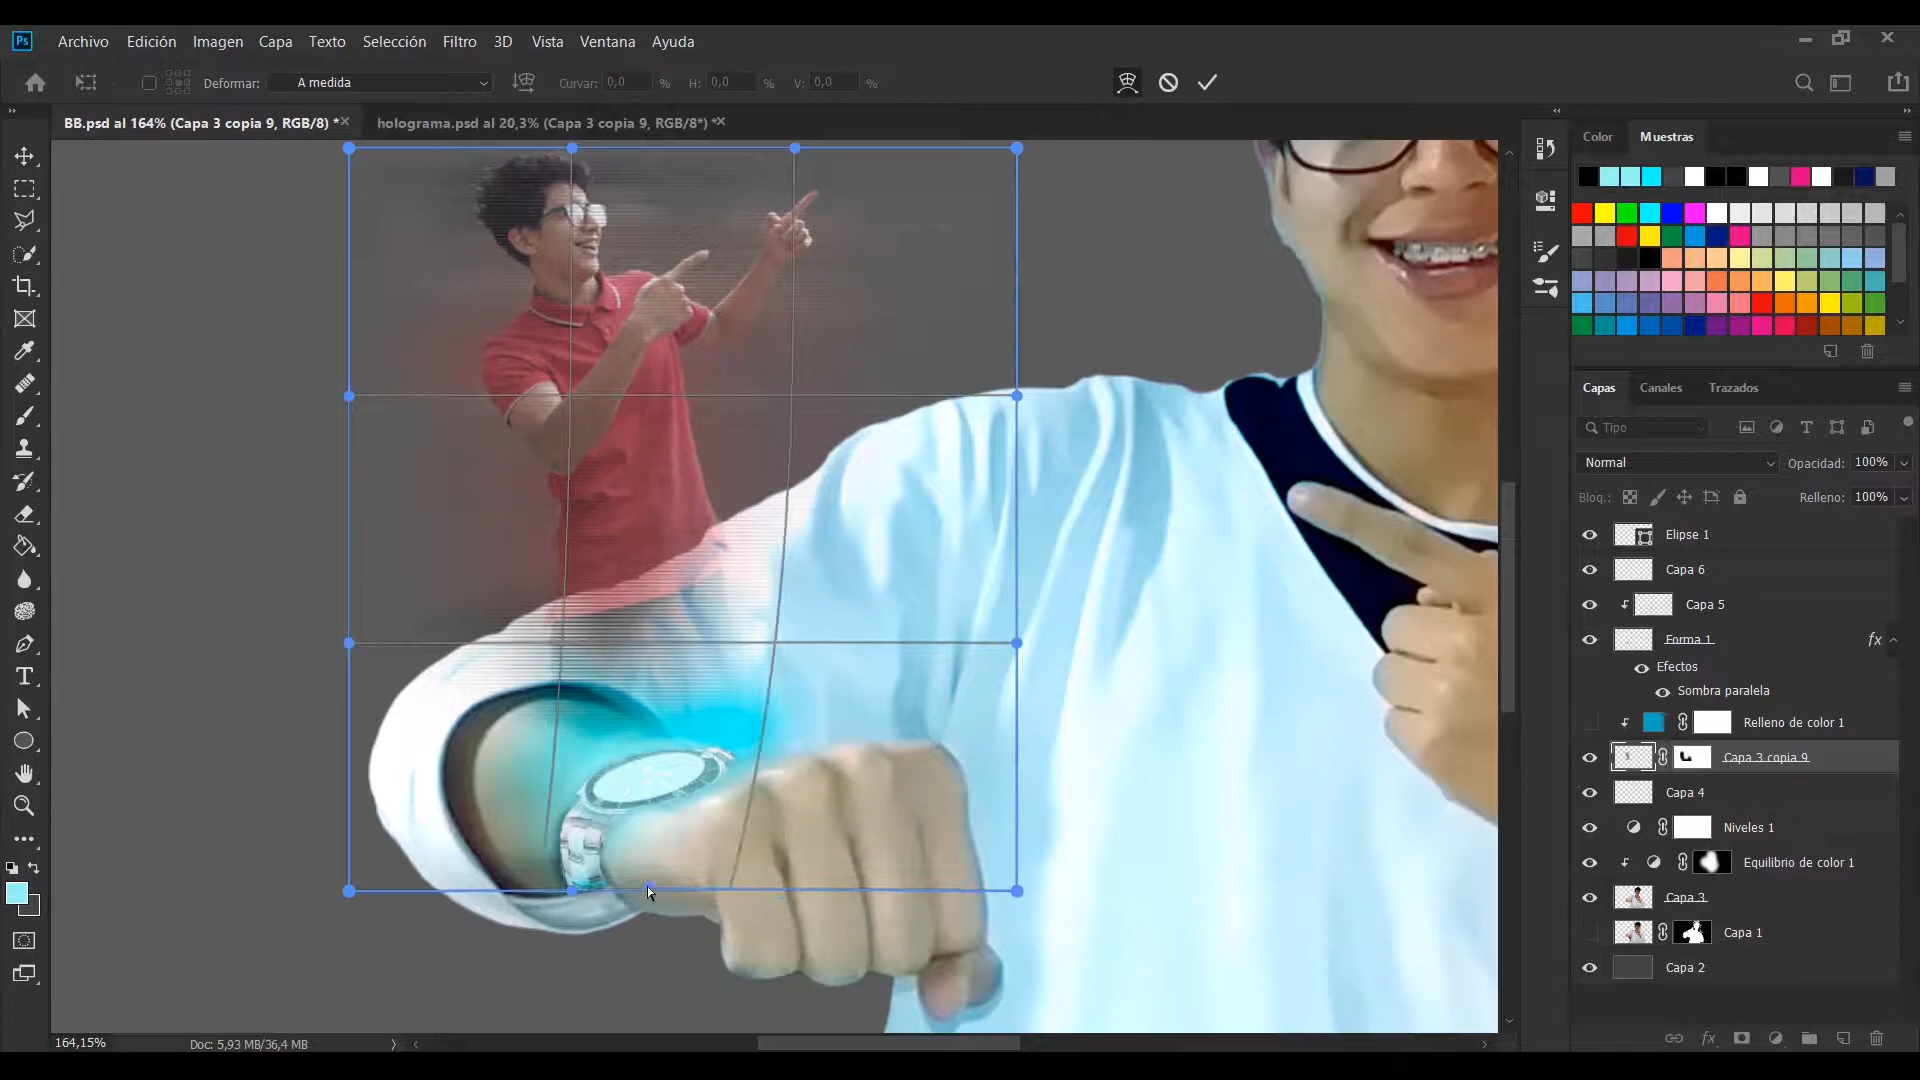 Ps Archivo Edición Imagen Capa Texto Selección Filtro 3D Vista Ventana Ayuda
Deformar: A medida Curvar: 0,0 % H: 0,0 % V: 0,0 %
BB.psd al 164% (Capa 3 copia 9, RGB/8) * holograma.psd al 20,3% (Capa 3 copia 9, RGB/8*) *
Color Muestras
Capas Canales Trazados
Tipo
Normal Opacidad: 100%
Bloq.: Relleno: 100%
Elipse 1
Capa 6
Capa 5
Forma 1 fx
Efectos
Sombra paralela
Relleno de color 1
Capa 3 copia 9
Capa 4
Niveles 1
Equilibrio de color 1
Capa 3
Capa 1
Capa 2
fx
164,15% Doc: 5,93 MB/36,4 MB